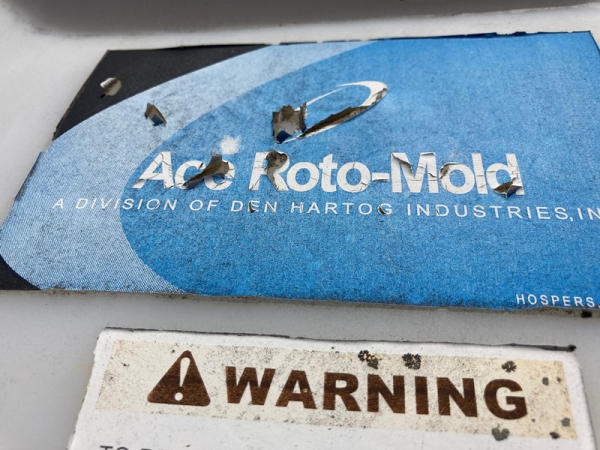 Ace Roto-Mold
A DIVISION OF DEN HARTOG INDUSTRIES, IN
HOSPERS,
WARNING